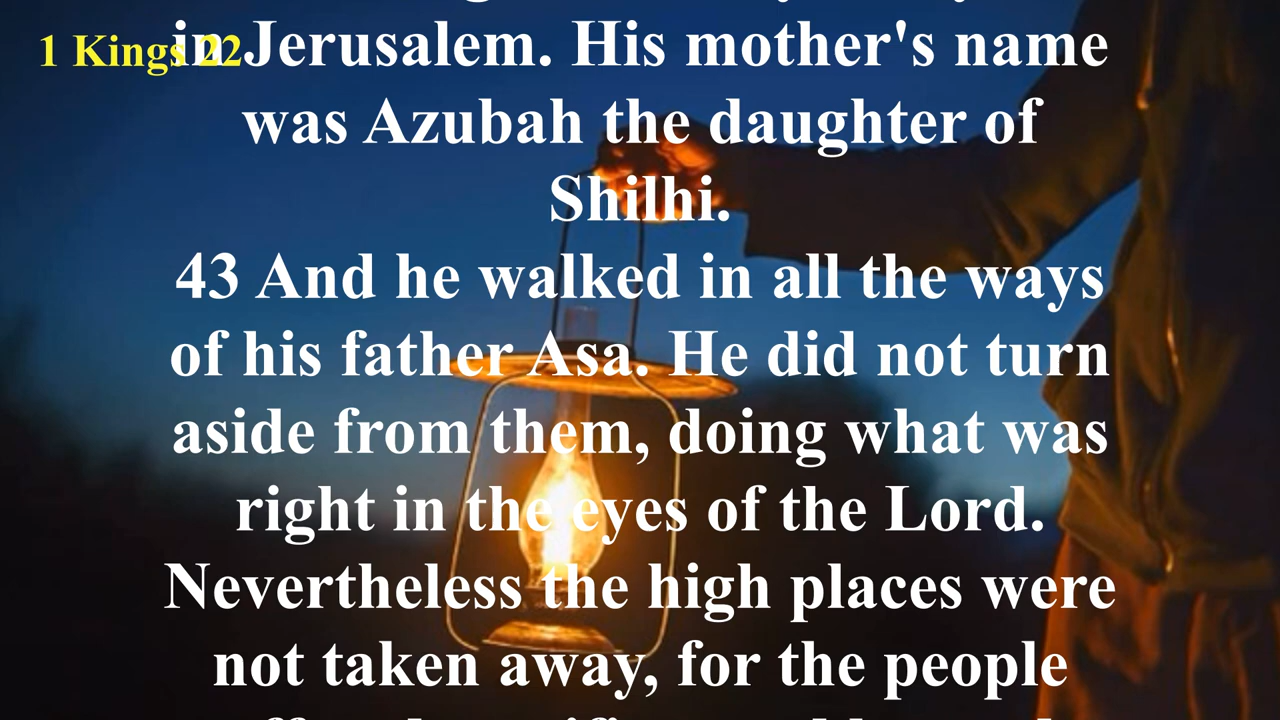 1 Kings 22
in Jerusalem. His mother's name
was Azubah the daughter of
Shilhi.
43 And he walked in all the ways
of his father Asa. He did not turn
aside from them, doing what was
right in the eyes of the Lord.
Nevertheless the high places were
not taken away, for the people